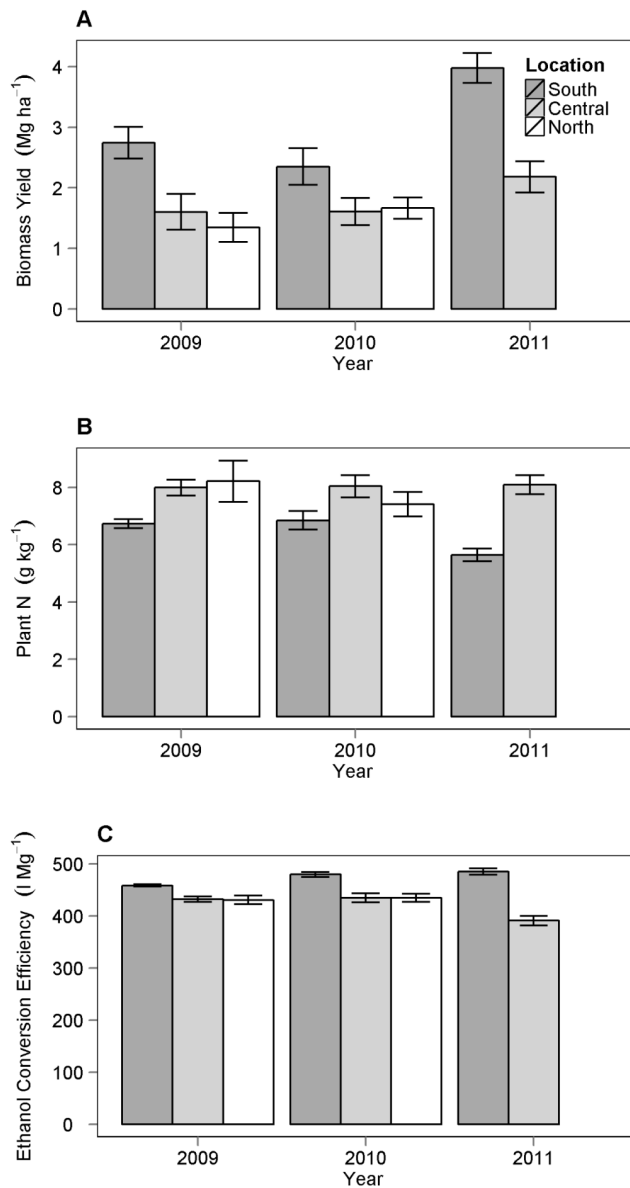 A
Biomass Yield (Mg ha⁻¹)
4
3
2
1
0
Location
South
Central
North
2009
2010
2011
Year
B
Plant N (g kg⁻¹)
8
6
4
2
0
2009
2010
2011
Year
C
Ethanol Conversion Efficiency (l Mg⁻¹)
500
400
300
200
100
0
2009
2010
2011
Year